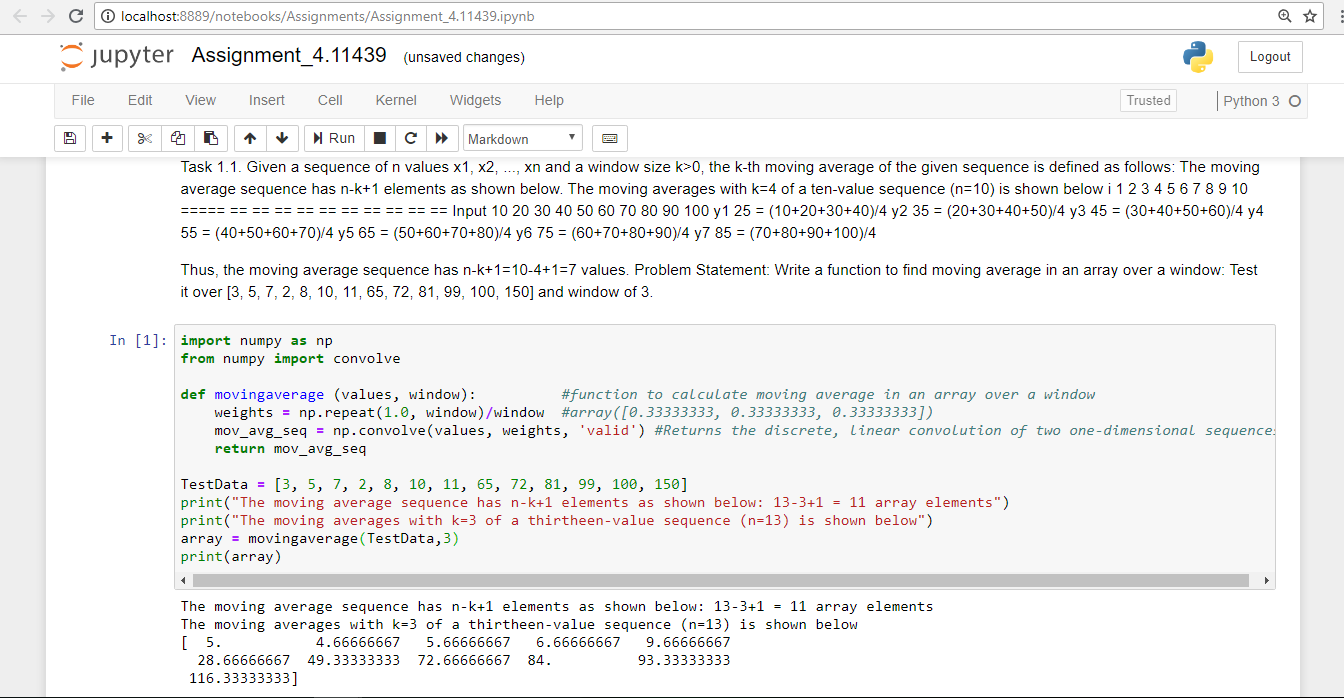 localhost:8889/notebooks/Assignments/Assignment_4.11439.ipynb
jupyter Assignment_4.11439 (unsaved changes) Logout
File Edit View Insert Cell Kernel Widgets Help Trusted Python 3
Run Markdown
Task 1.1. Given a sequence of n values x1, x2, ..., xn and a window size k>0, the k-th moving average of the given sequence is defined as follows: The moving
average sequence has n-k+1 elements as shown below. The moving averages with k=4 of a ten-value sequence (n=10) is shown below i 1 2 3 4 5 6 7 8 9 10
===== == == == == == == == == == == Input 10 20 30 40 50 60 70 80 90 100 y1 25 = (10+20+30+40)/4 y2 35 = (20+30+40+50)/4 y3 45 = (30+40+50+60)/4 y4
55 = (40+50+60+70)/4 y5 65 = (50+60+70+80)/4 y6 75 = (60+70+80+90)/4 y7 85 = (70+80+90+100)/4
Thus, the moving average sequence has n-k+1=10-4+1=7 values. Problem Statement: Write a function to find moving average in an array over a window: Test
it over [3, 5, 7, 2, 8, 10, 11, 65, 72, 81, 99, 100, 150] and window of 3.
In [1]: import numpy as np
from numpy import convolve
def movingaverage (values, window): #function to calculate moving average in an array over a window
weights = np.repeat(1.0, window)/window #array([0.33333333, 0.33333333, 0.33333333])
mov_avg_seq = np.convolve(values, weights, 'valid') #Returns the discrete, linear convolution of two one-dimensional sequences
return mov_avg_seq
TestData = [3, 5, 7, 2, 8, 10, 11, 65, 72, 81, 99, 100, 150]
print("The moving average sequence has n-k+1 elements as shown below: 13-3+1 = 11 array elements")
print("The moving averages with k=3 of a thirtheen-value sequence (n=13) is shown below")
array = movingaverage(TestData,3)
print(array)
The moving average sequence has n-k+1 elements as shown below: 13-3+1 = 11 array elements
The moving averages with k=3 of a thirtheen-value sequence (n=13) is shown below
[ 5. 4.66666667 5.66666667 6.66666667 9.66666667
28.66666667 49.33333333 72.66666667 84. 93.33333333
116.33333333]